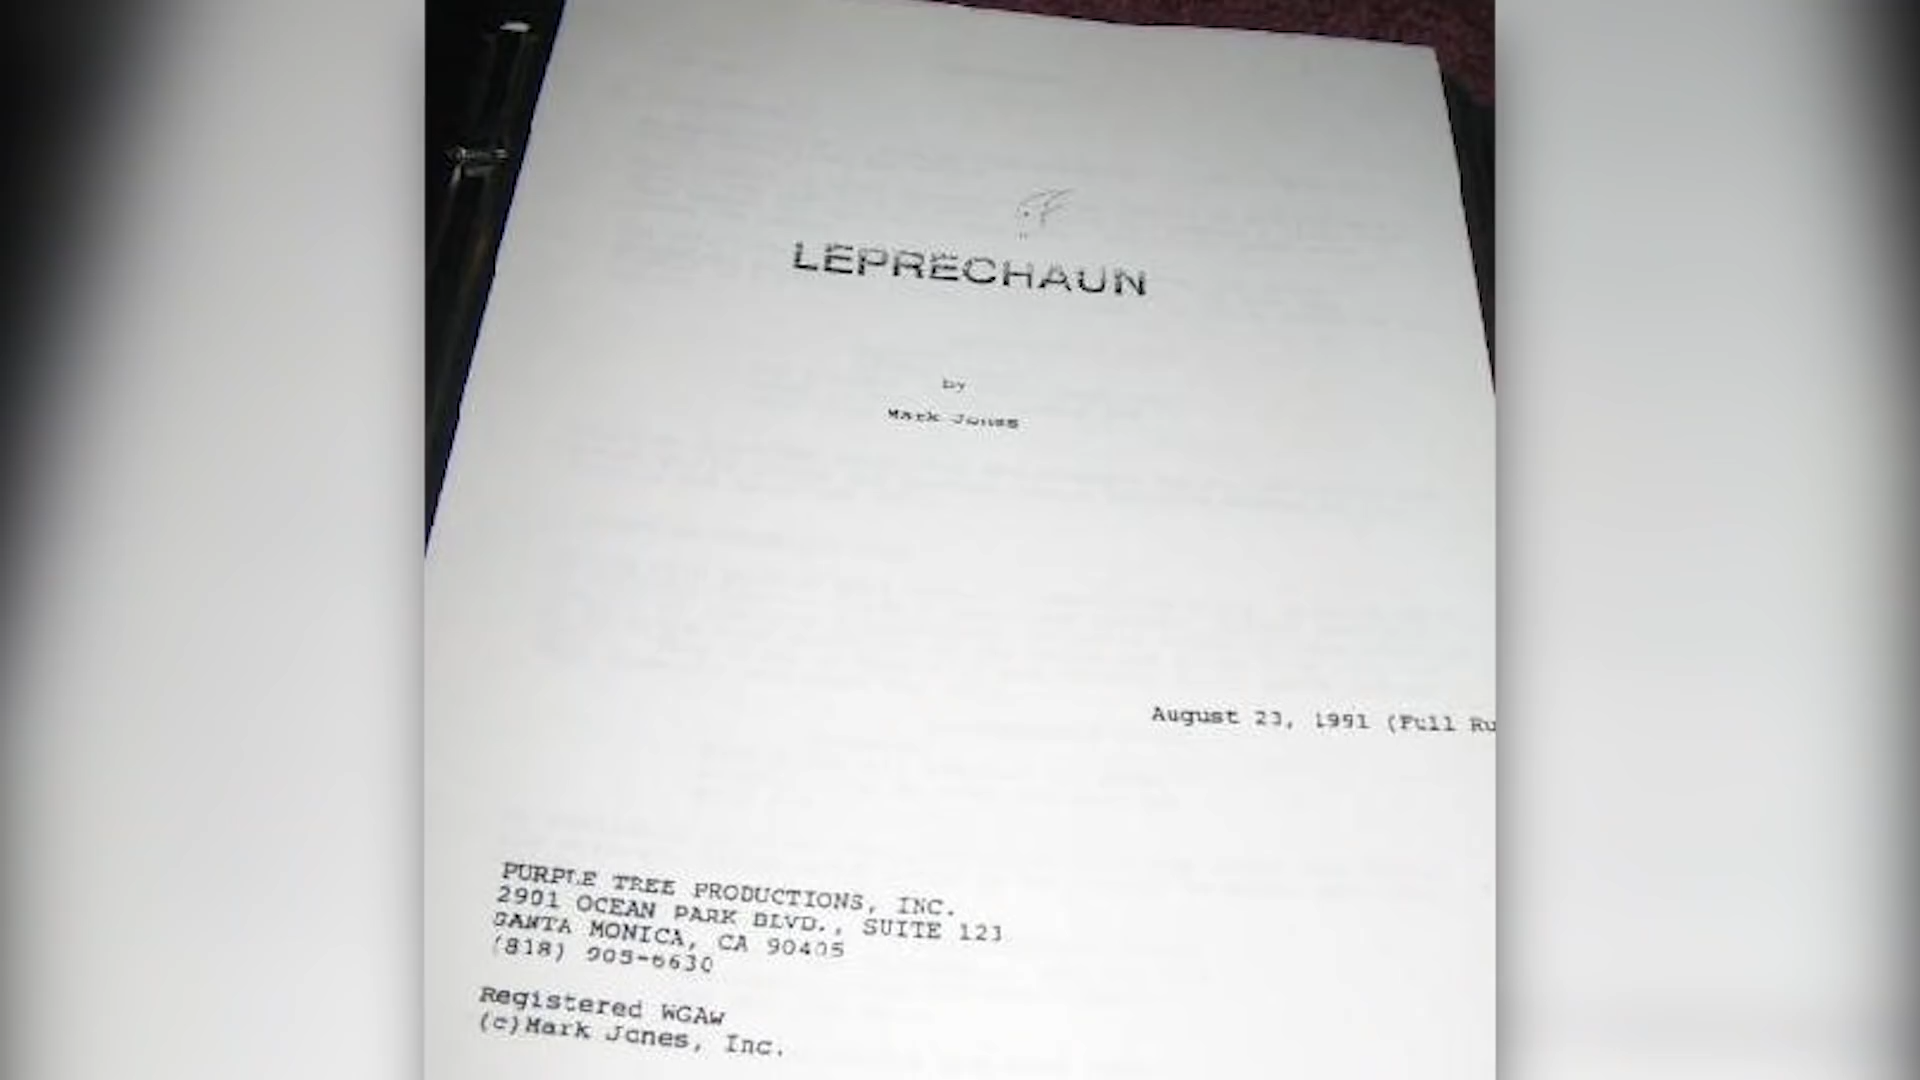 LEPRECHAUN
by
Mark Jones
August 23, 1991 (Full Ru
PURPLE TREE PRODUCTIONS, INC.
2901 OCEAN PARK BLVD., SUITE 123
SANTA MONICA, CA 90405
(818) 905-6630
Registered WGAw
(c)Mark Jones, Inc.